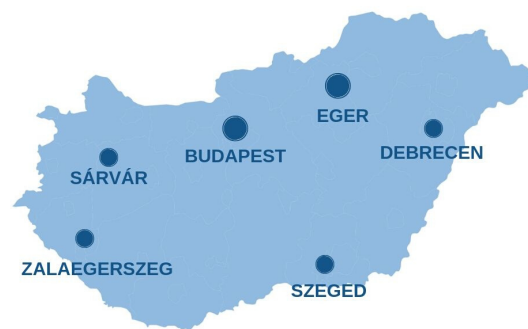 EGER
BUDAPEST
DEBRECEN
SÁRVÁR
ZALAEGERSZEG
SZEGED